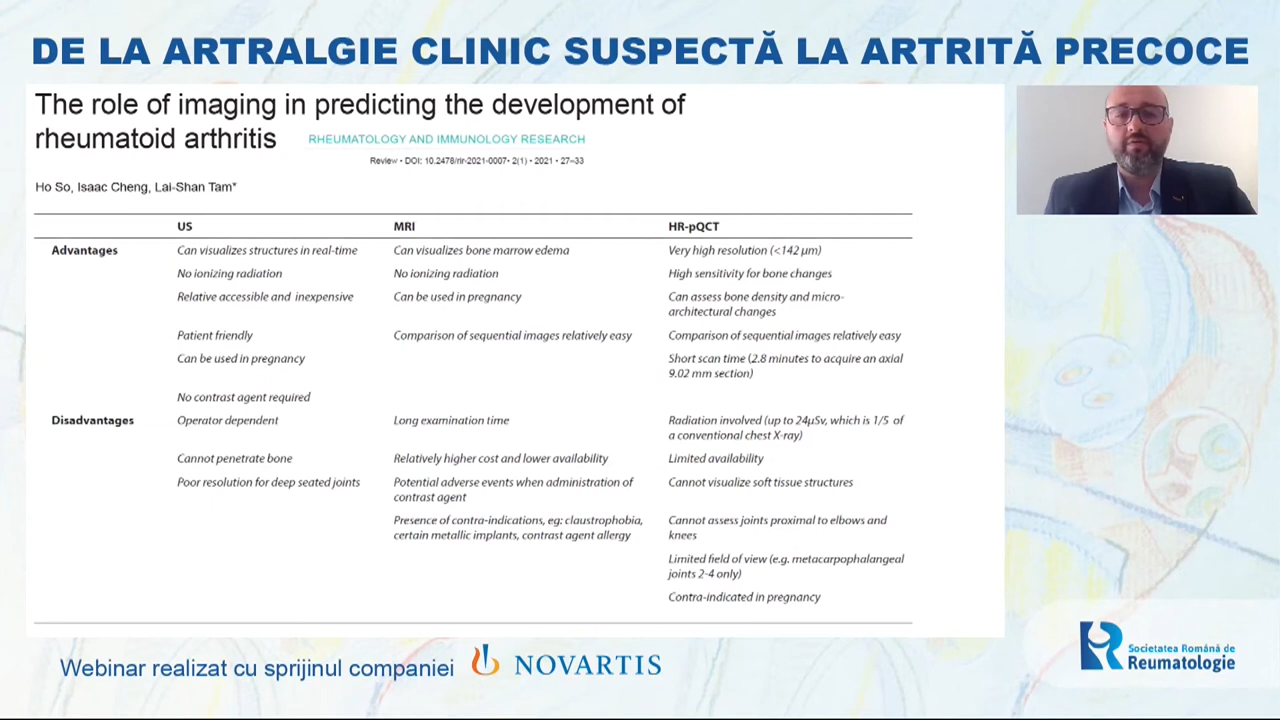 DE LA ARTRALGIE CLINIC SUSPECTĂ LA ARTRITĂ PRECOCE
The role of imaging in predicting the development of
rheumatoid arthritis
RHEUMATOLOGY AND IMMUNOLOGY RESEARCH
Review • DOI: 10.2478/rir-2021-0007• 2(1) • 2021 • 27–33
Ho So, Isaac Cheng, Lai-Shan Tam*
US MRI HR-pQCT
Advantages Can visualizes structures in real-time Can visualizes bone marrow edema Very high resolution (<142 μm)
No ionizing radiation No ionizing radiation High sensitivity for bone changes
Relative accessible and inexpensive Can be used in pregnancy Can assess bone density and micro-
architectural changes
Patient friendly Comparison of sequential images relatively easy Comparison of sequential images relatively easy
Can be used in pregnancy Short scan time (2.8 minutes to acquire an axial
9.02 mm section)
No contrast agent required
Disadvantages Operator dependent Long examination time Radiation involved (up to 24μSv, which is 1/5 of
a conventional chest X-ray)
Cannot penetrate bone Relatively higher cost and lower availability Limited availability
Poor resolution for deep seated joints Potential adverse events when administration of Cannot visualize soft tissue structures
contrast agent
Presence of contra-indications, eg: claustrophobia, Cannot assess joints proximal to elbows and
certain metallic implants, contrast agent allergy knees
Limited field of view (e.g. metacarpophalangeal
joints 2-4 only)
Contra-indicated in pregnancy
Webinar realizat cu sprijinul companiei NOVARTIS
Societatea Română de
Reumatologie